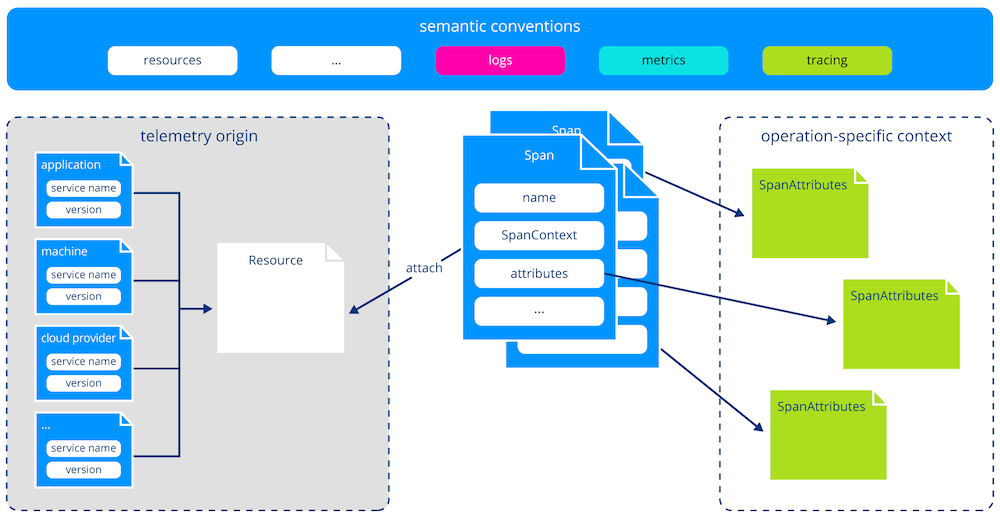 semantic conventions
resources
...
logs
metrics
tracing
telemetry origin
application
service name
version
machine
service name
version
cloud provider
service name
version
...
service name
version
Resource
attach
Span
Span
name
SpanContext
attributes
...
operation-specific context
SpanAttributes
SpanAttributes
SpanAttributes